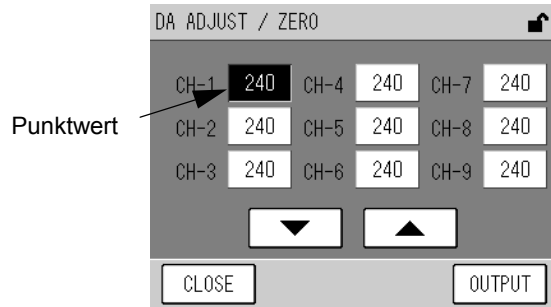 DA ADJUST / ZERO
CH-1 240 CH-4 240 CH-7 240
Punktwert
CH-2 240 CH-5 240 CH-8 240
CH-3 240 CH-6 240 CH-9 240
CLOSE OUTPUT